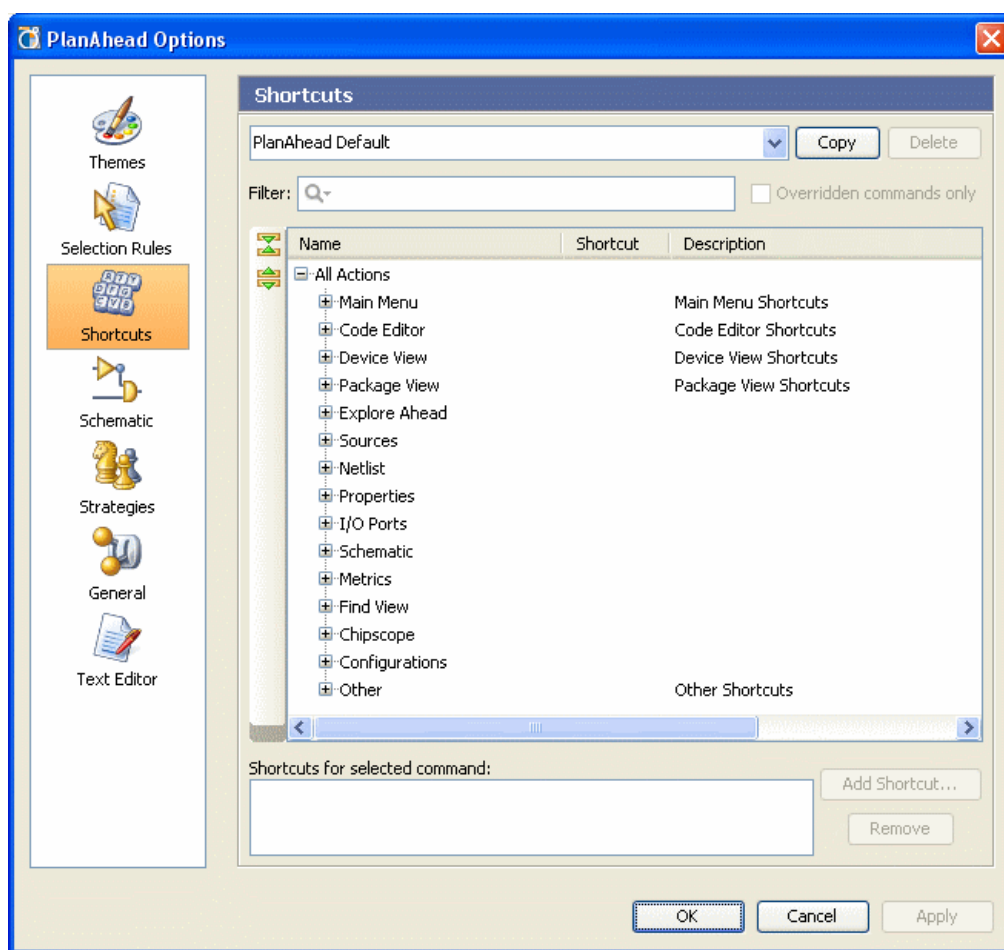 PlanAhead Options
Themes
Selection Rules
Shortcuts
Schematic
Strategies
General
Text Editor
Shortcuts
PlanAhead Default Copy Delete
Filter: Overridden commands only
Name Shortcut Description
All Actions
Main Menu Main Menu Shortcuts
Code Editor Code Editor Shortcuts
Device View Device View Shortcuts
Package View Package View Shortcuts
Explore Ahead
Sources
Netlist
Properties
I/O Ports
Schematic
Metrics
Find View
Chipscope
Configurations
Other Other Shortcuts
Shortcuts for selected command:
Add Shortcut...
Remove
OK Cancel Apply